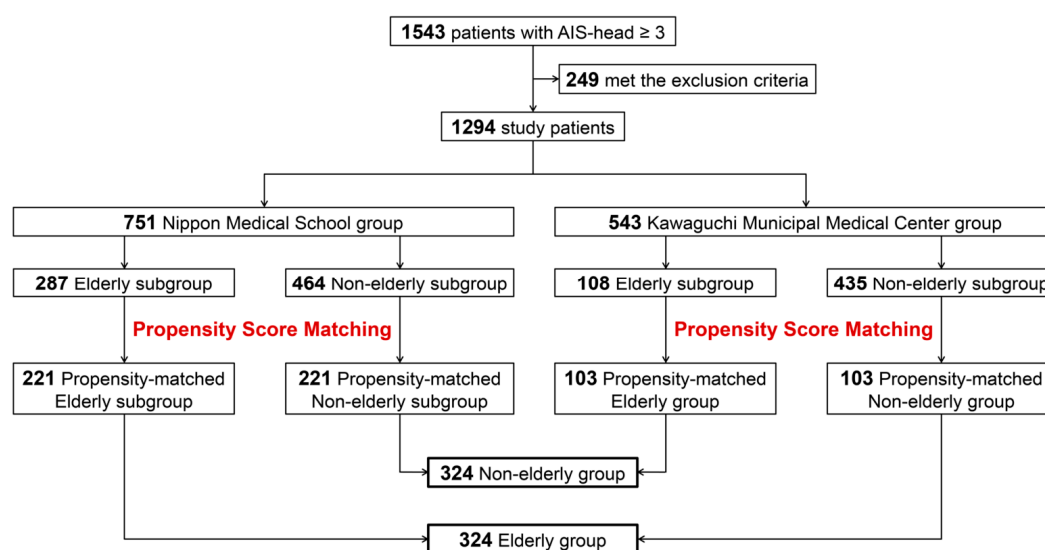 1543 patients with AIS-head ≥ 3
249 met the exclusion criteria
1294 study patients
751 Nippon Medical School group
543 Kawaguchi Municipal Medical Center group
287 Elderly subgroup
464 Non-elderly subgroup
108 Elderly subgroup
435 Non-elderly subgroup
Propensity Score Matching
Propensity Score Matching
221 Propensity-matched
Elderly subgroup
221 Propensity-matched
Non-elderly subgroup
103 Propensity-matched
Elderly group
103 Propensity-matched
Non-elderly group
324 Non-elderly group
324 Elderly group